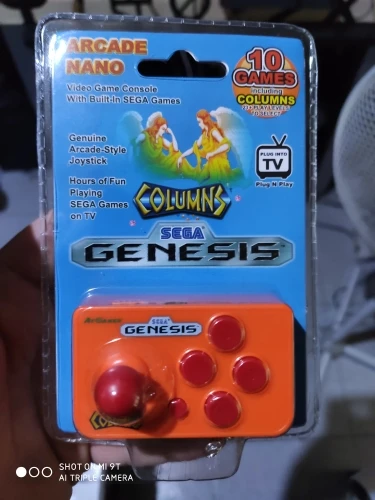 ARCADE
NANO
Video Game Console
With Built-In SEGA Games
10
GAMES
Including
COLUMNS
Genuine
Arcade-Style
Joystick
PLUG INTO
TV
Plug N Play
Hours of Fun
Playing
SEGA Games
on TV
COLUMNS
SEGA
GENESIS
AtGames
SEGA
GENESIS
SHOT ON MI 9T
AI TRIPLE CAMERA